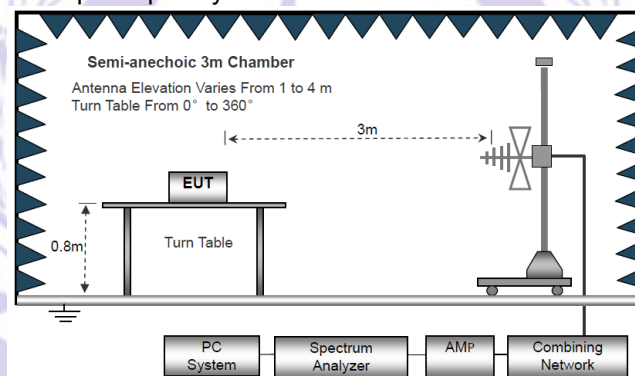 Semi-anechoic 3m Chamber
Antenna Elevation Varies From 1 to 4 m
Turn Table From 0° to 360°
3m
EUT
0.8m
Turn Table
PC
System
Spectrum
Analyzer
AMP
Combining
Network